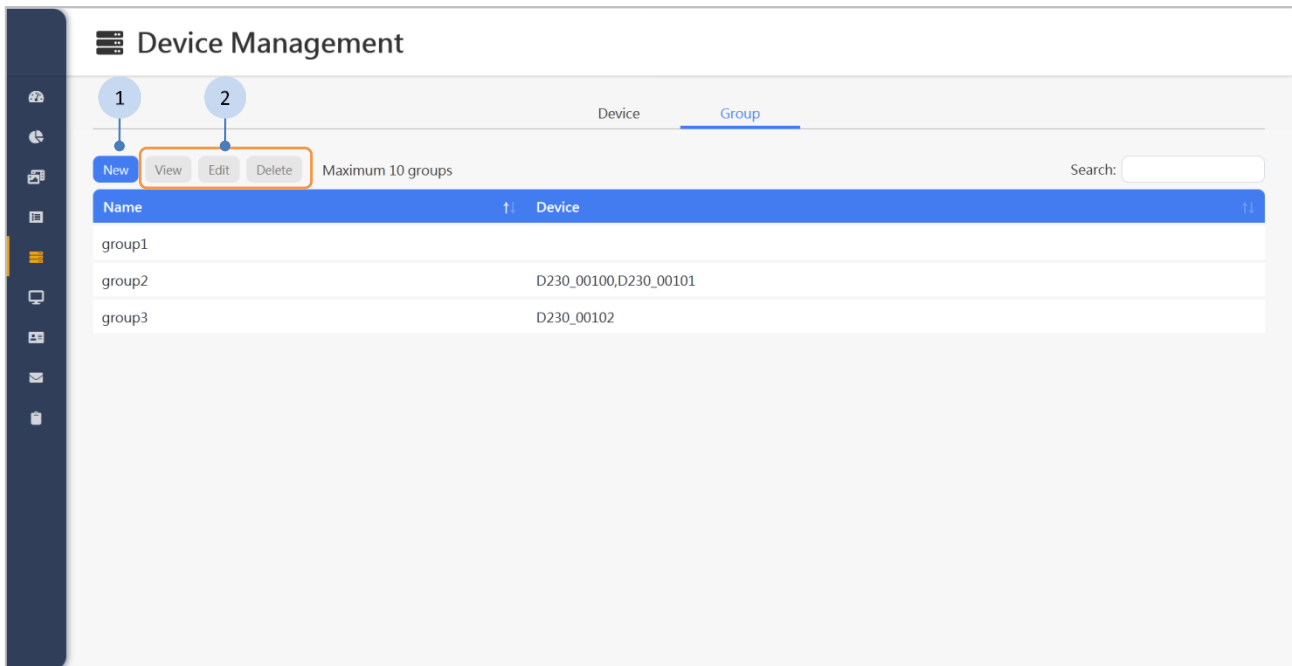 Device Management
1 2
Device Group
New View Edit Delete Maximum 10 groups Search:
Name Device
group1
group2 D230_00100,D230_00101
group3 D230_00102